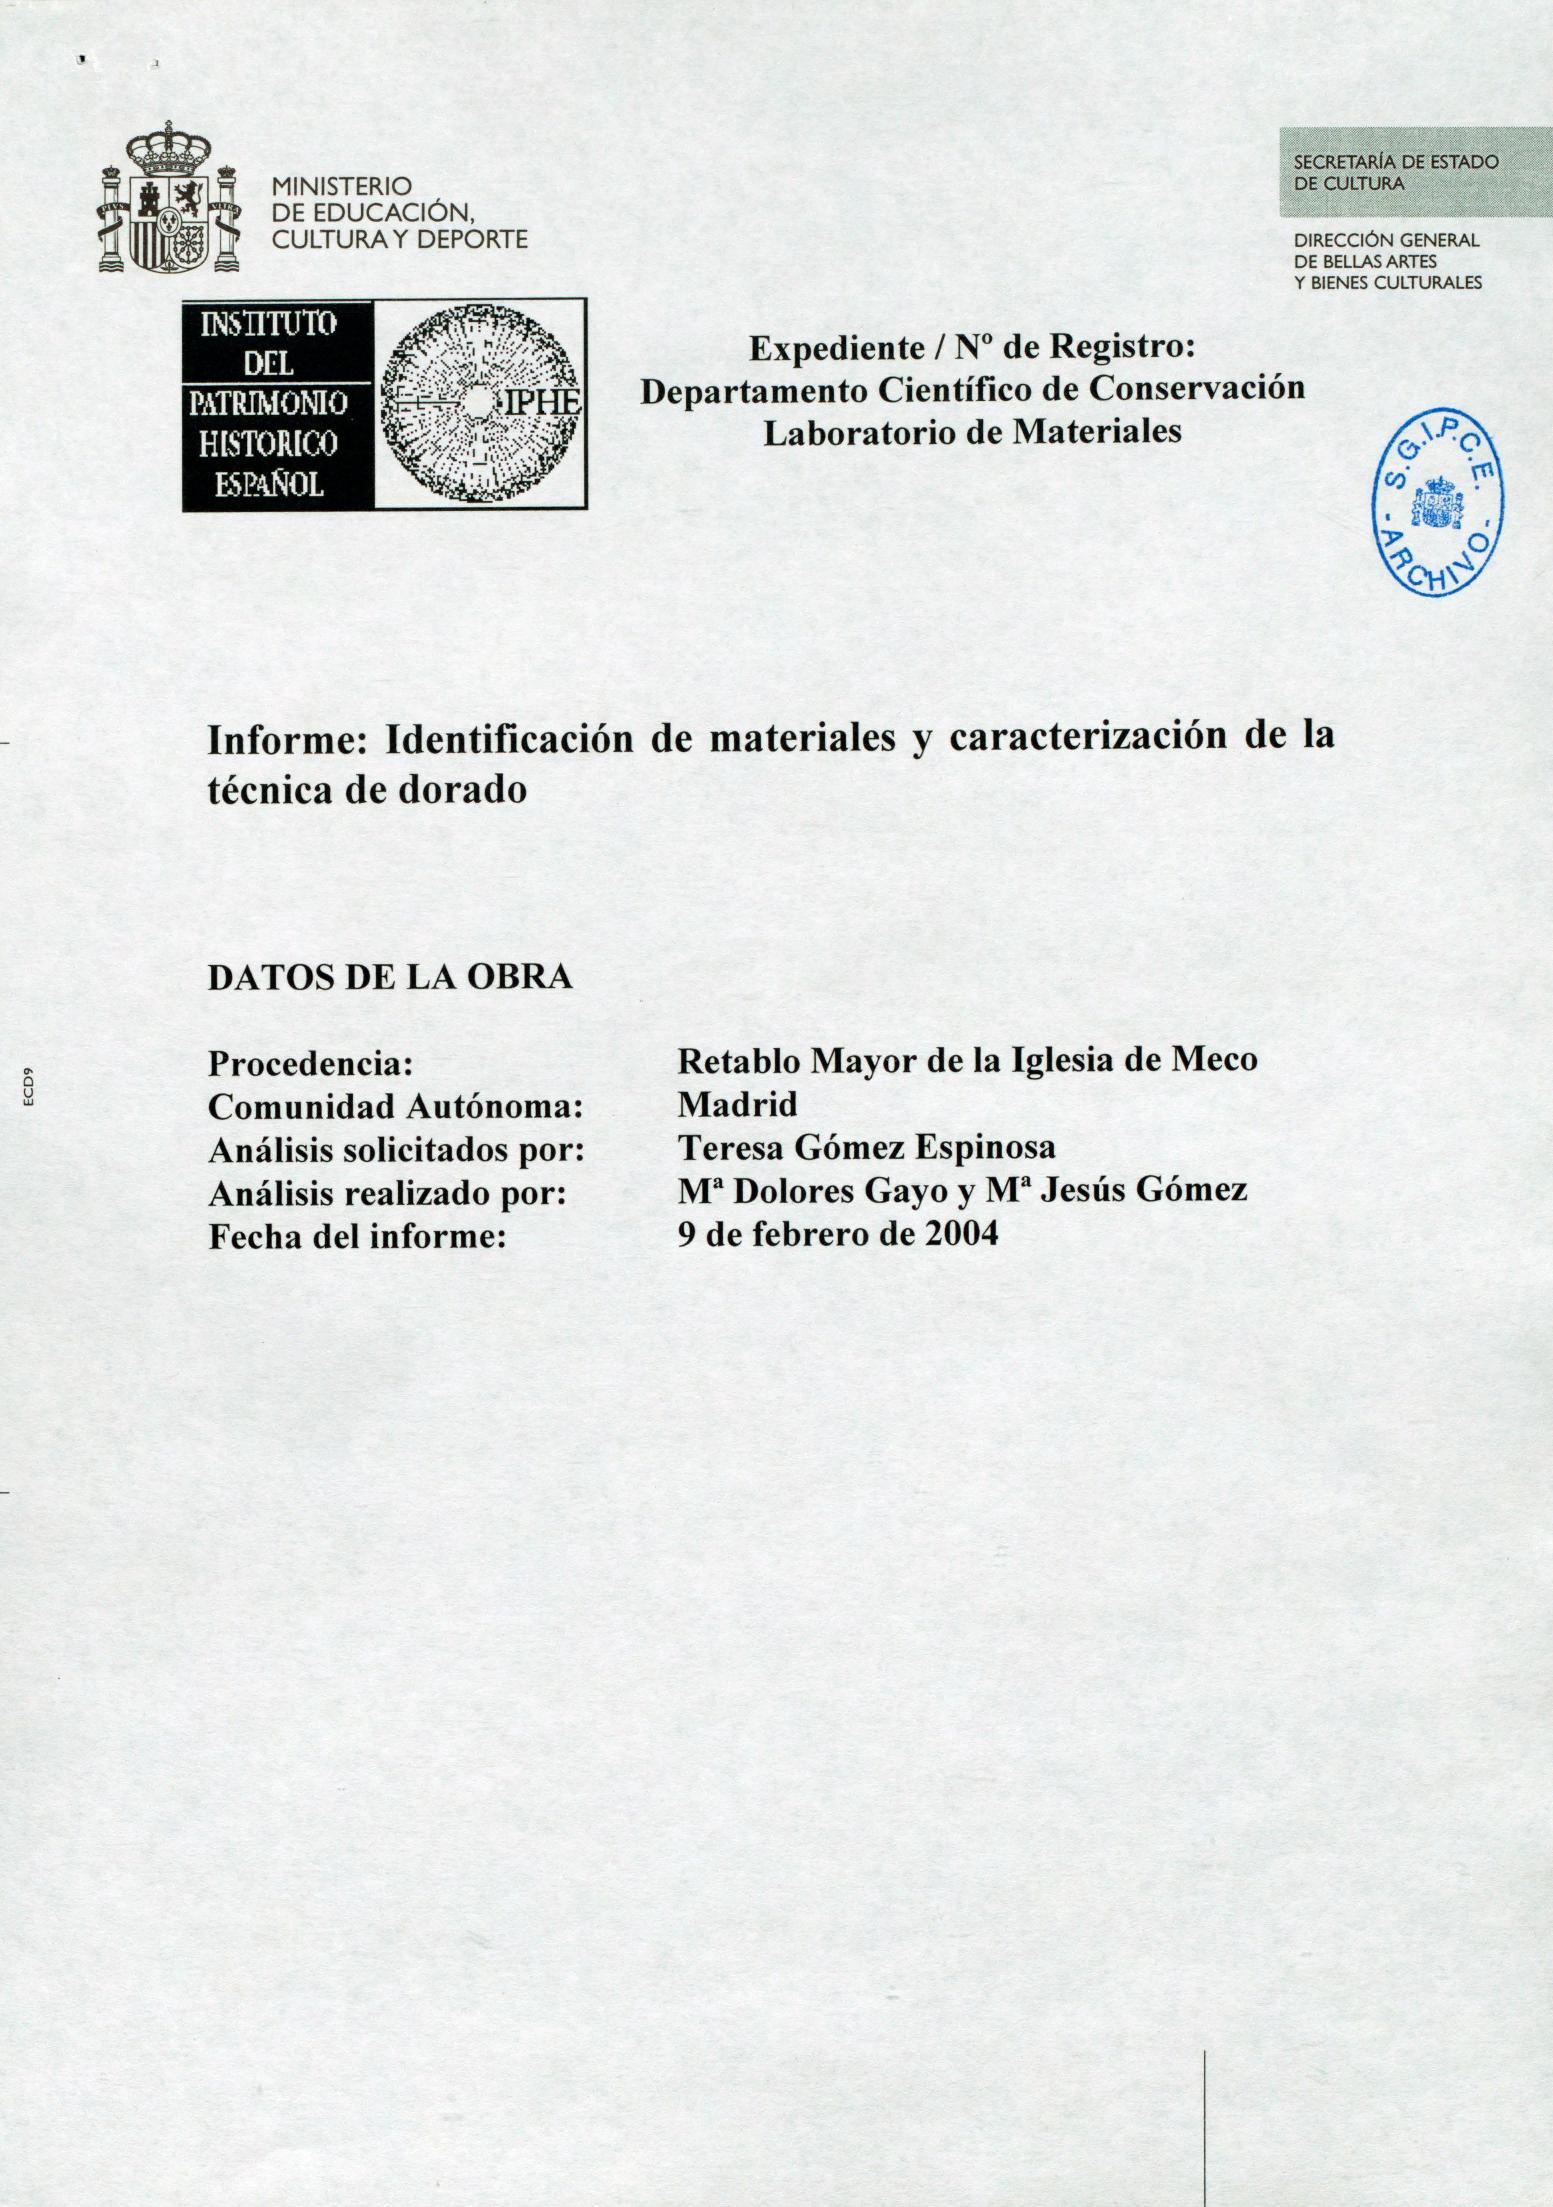 MINISTERIO
DE EDUCACIÓN,
CULTURA Y DEPORTE
SECRETARÍA DE ESTADO
DE CULTURA
DIRECCIÓN GENERAL
DE BELLAS ARTES
Y BIENES CULTURALES
INSTITUTO
DEL
PATRIMONIO
HISTORICO
ESPAÑOL
IPHE
Expediente / Nº de Registro:
Departamento Científico de Conservación
Laboratorio de Materiales
S.G.I.P.C.E.
- ARCHIVO -
Informe: Identificación de materiales y caracterización de la
técnica de dorado
DATOS DE LA OBRA
Procedencia: Retablo Mayor de la Iglesia de Meco
Comunidad Autónoma: Madrid
Análisis solicitados por: Teresa Gómez Espinosa
Análisis realizado por: Mª Dolores Gayo y Mª Jesús Gómez
Fecha del informe: 9 de febrero de 2004
ECD9